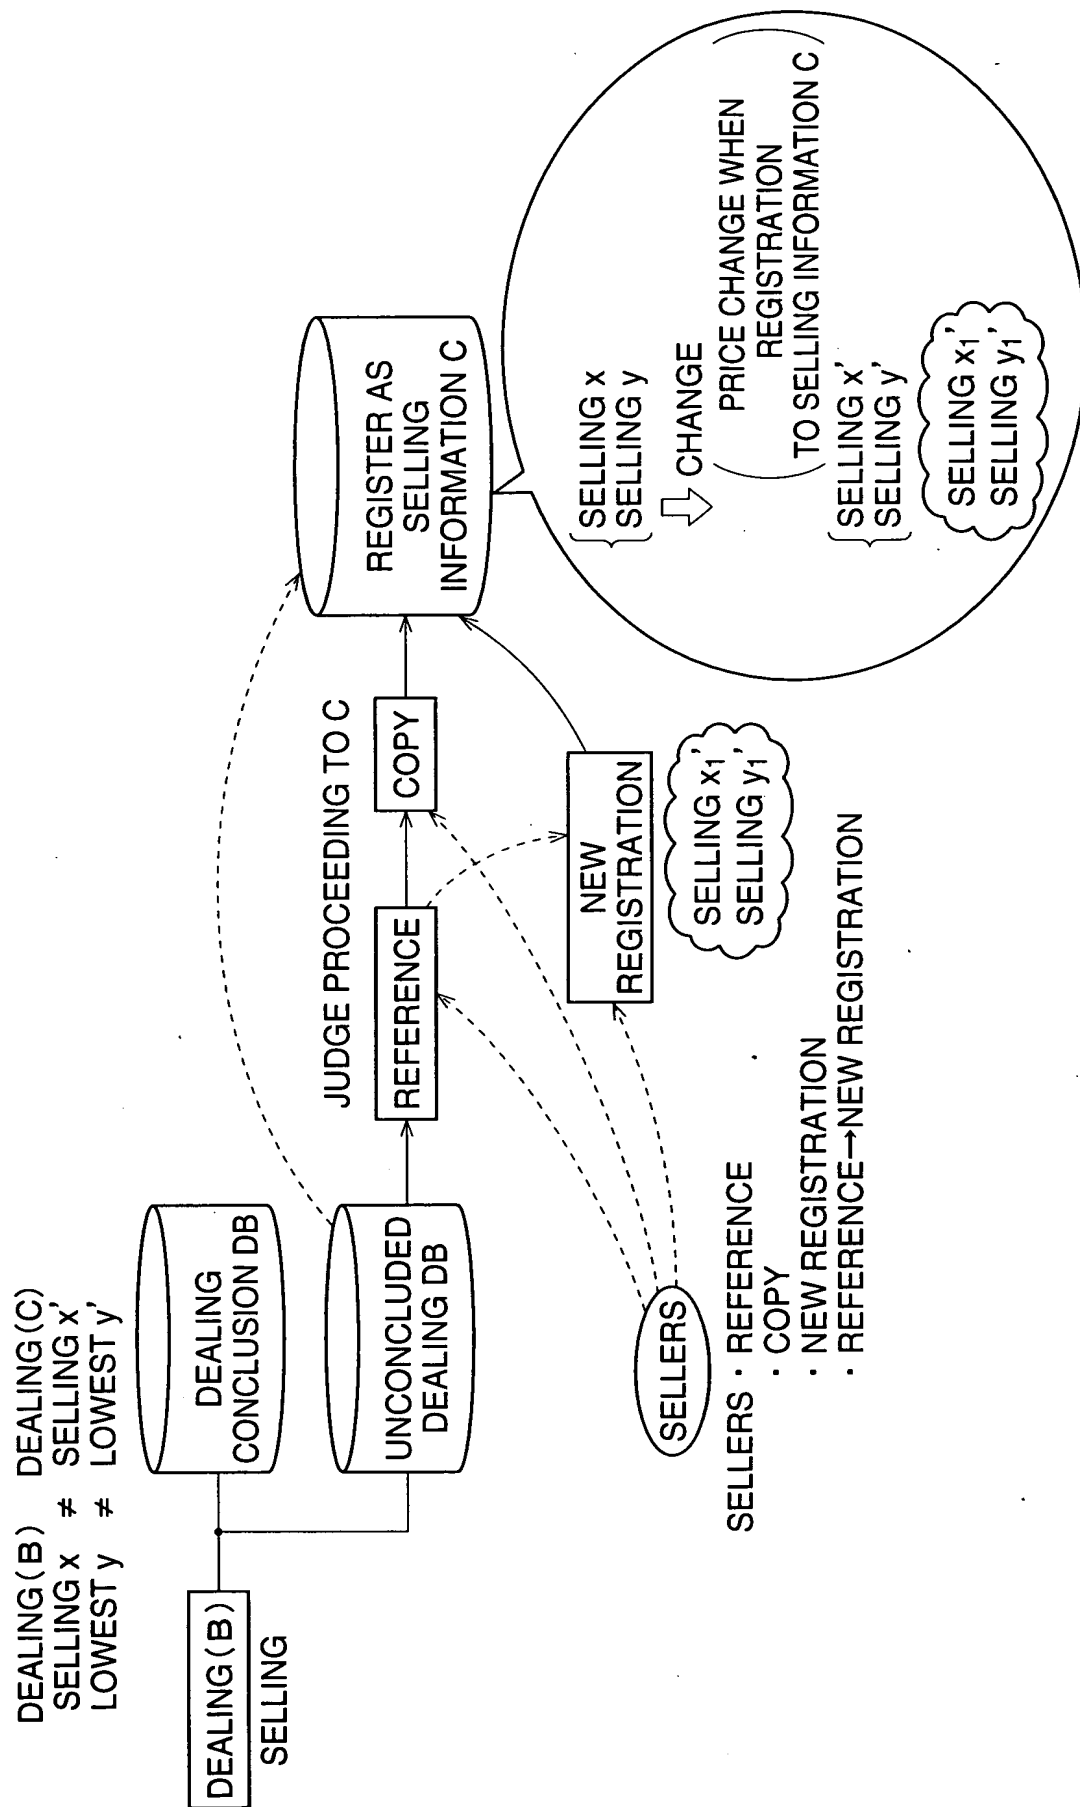 DEALING(B) DEALING(C)
SELLING x ≠ SELLING x'
LOWEST y ≠ LOWEST y'
DEALING(B)
SELLING
DEALING
CONCLUSION DB
UNCONCLUDED
DEALING DB
JUDGE PROCEEDING TO C
REFERENCE
COPY
REGISTER AS
SELLING
INFORMATION C
NEW
REGISTRATION
SELLING x1'
SELLING y1'
SELLERS
SELLERS · REFERENCE
· COPY
· NEW REGISTRATION
· REFERENCE→NEW REGISTRATION
SELLING x
SELLING y
CHANGE
PRICE CHANGE WHEN
REGISTRATION
TO SELLING INFORMATION C
SELLING x'
SELLING y'
SELLING x1'
SELLING y1'